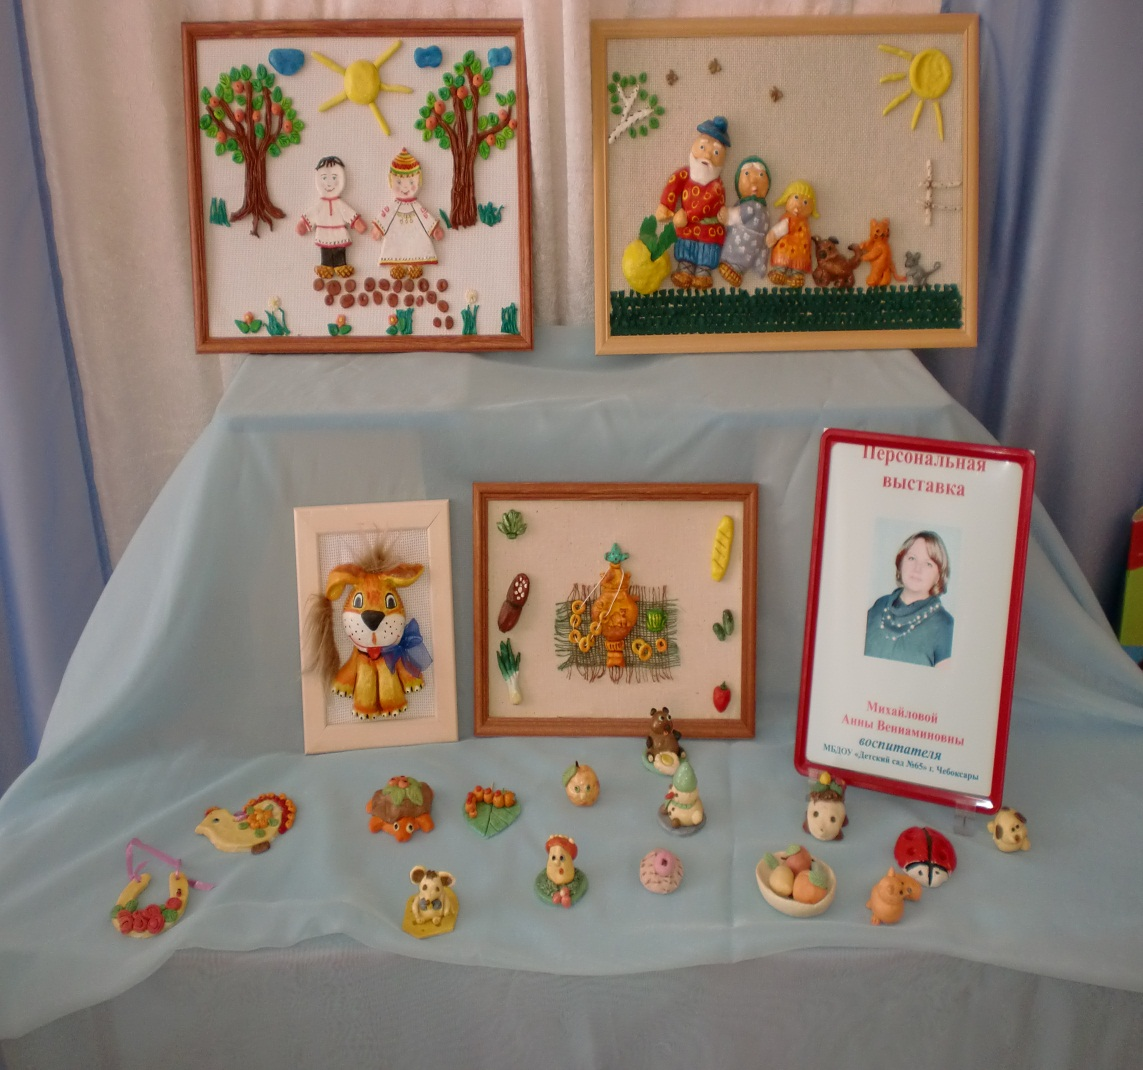 Персональная
выставка
Михайловой
Анны Вениаминовны
воспитателя
МБДОУ «Детский сад №65» г. Чебоксары